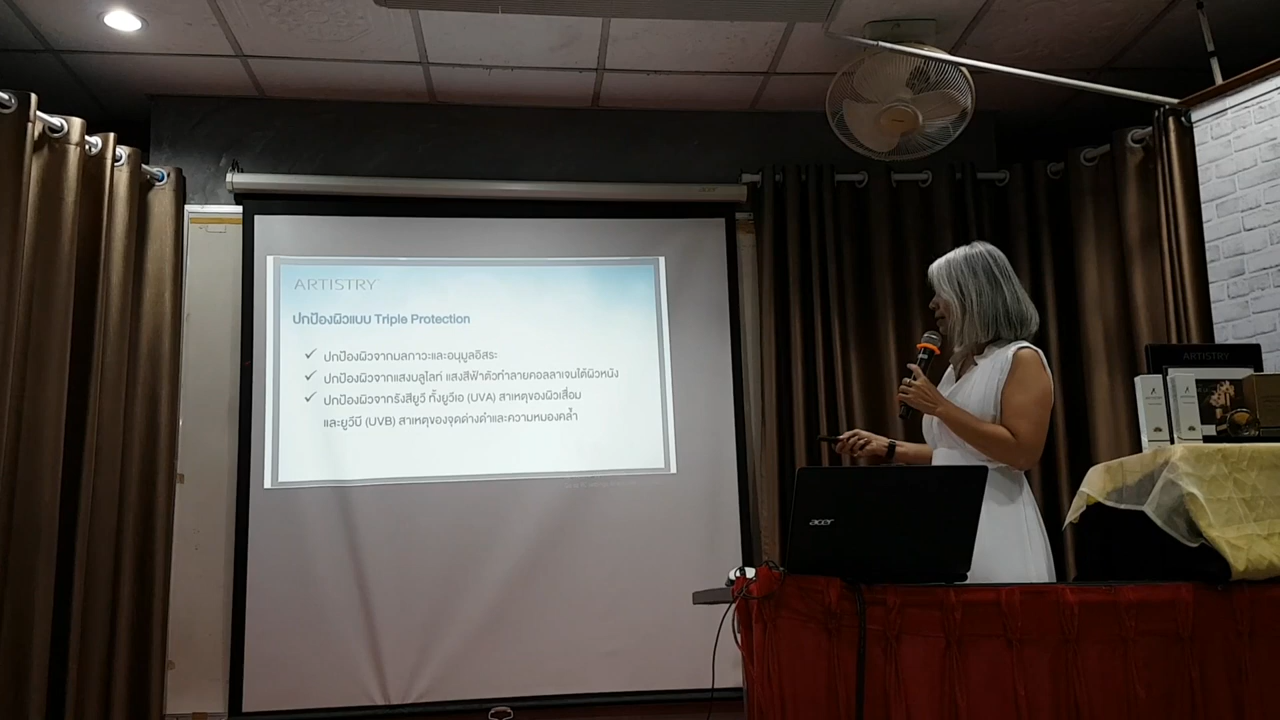 acer
ARTISTRY
ปกป้องผิวแบบ Triple Protection
✓ ปกป้องผิวจากมลภาวะและอนุมูลอิสระ
✓ ปกป้องผิวจากแสงบลูไลท์ แสงสีฟ้าตัวทำลายคอลลาเจนใต้ผิวหนัง
✓ ปกป้องผิวจากรังสียูวี ทั้งยูวีเอ (UVA) สาเหตุของผิวเสื่อม
และยูวีบี (UVB) สาเหตุของจุดด่างดำและความหมองคล้ำ
ARTISTRY
acer